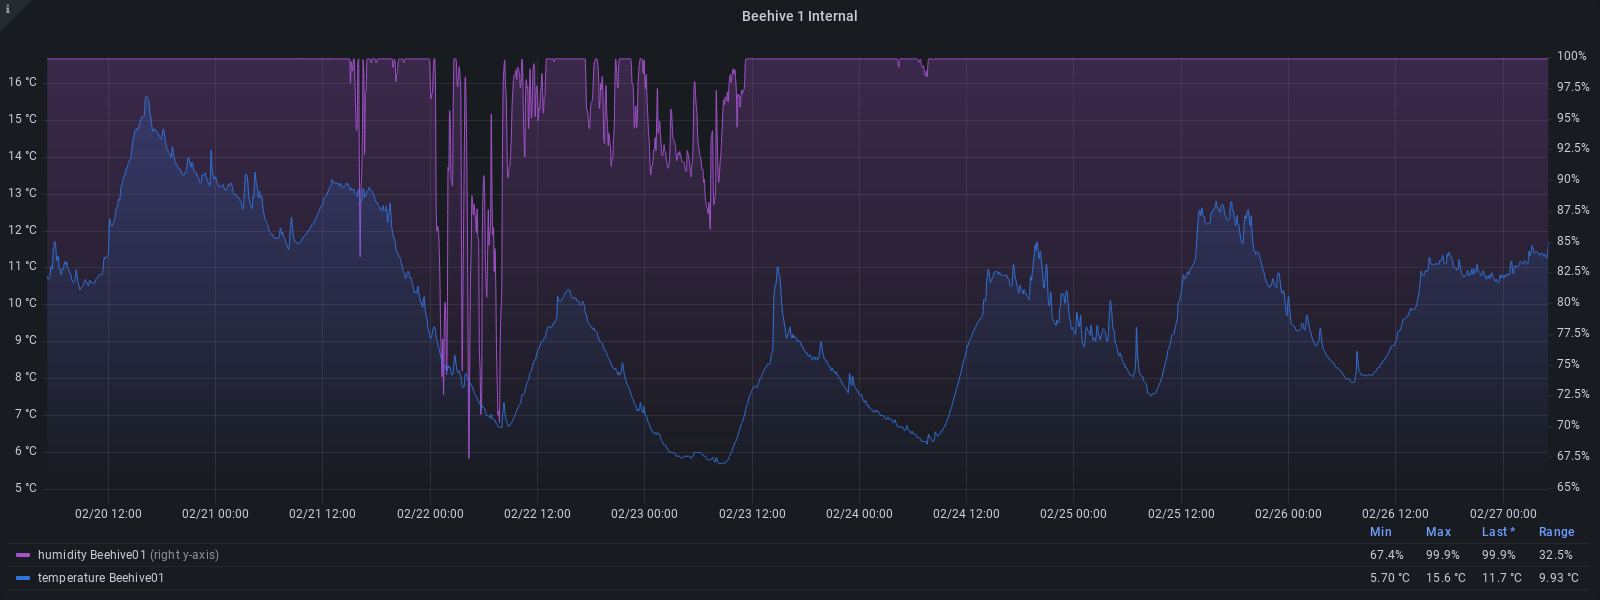 i
Beehive 1 Internal
16 °C
15 °C
14 °C
13 °C
12 °C
11 °C
10 °C
9 °C
8 °C
7 °C
6 °C
5 °C
100%
97.5%
95%
92.5%
90%
87.5%
85%
82.5%
80%
77.5%
75%
72.5%
70%
67.5%
65%
02/20 12:00 02/21 00:00 02/21 12:00 02/22 00:00 02/22 12:00 02/23 00:00 02/23 12:00 02/24 00:00 02/24 12:00 02/25 00:00 02/25 12:00 02/26 00:00 02/26 12:00 02/27 00:00
Min Max Last * Range
humidity Beehive01 (right y-axis) 67.4% 99.9% 99.9% 32.5%
temperature Beehive01 5.70 °C 15.6 °C 11.7 °C 9.93 °C